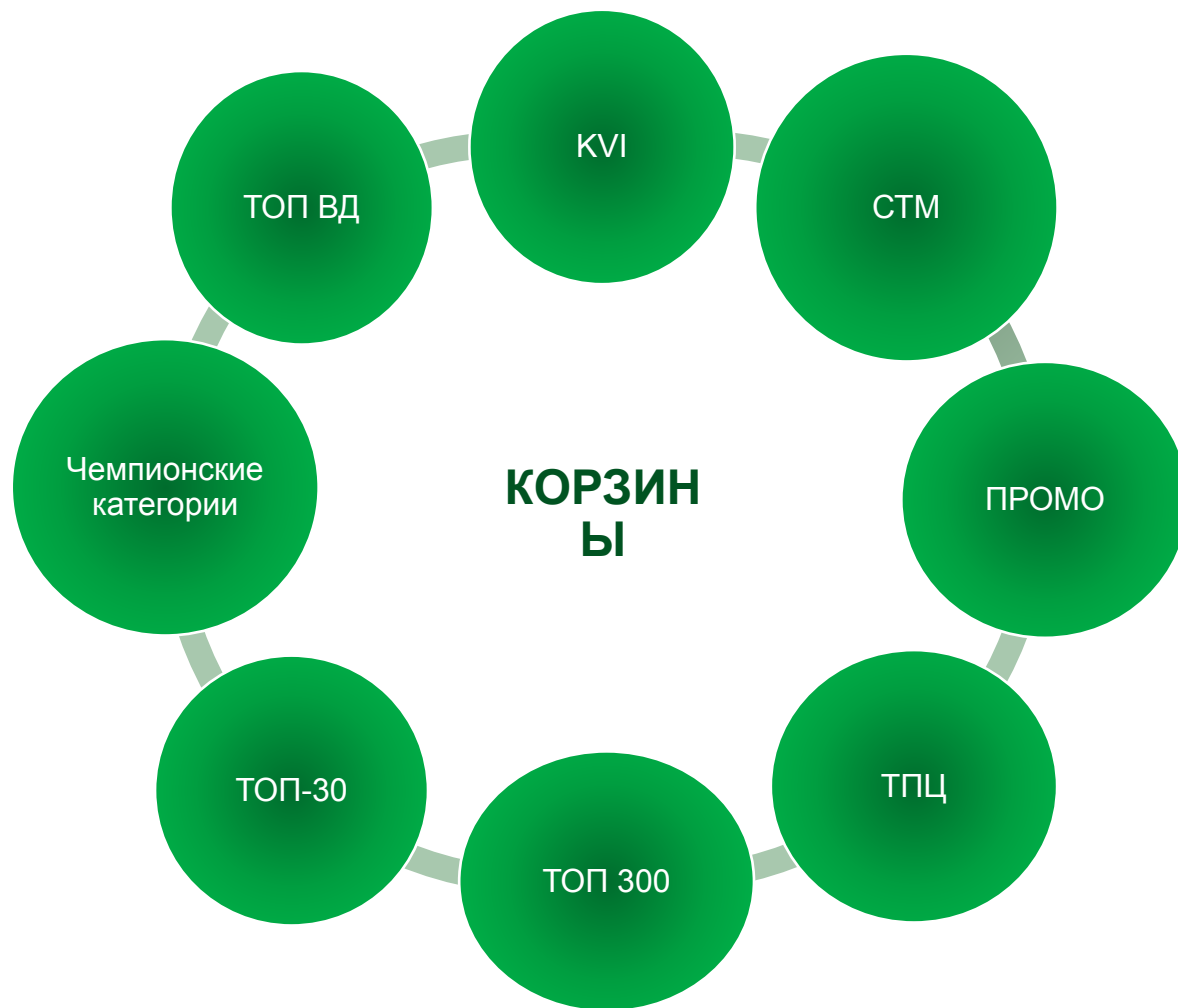 KVI
СТМ
ТОП ВД
Чемпионские
категории
КОРЗИН
Ы
ПРОМО
ТОП-30
ТПЦ
ТОП 300